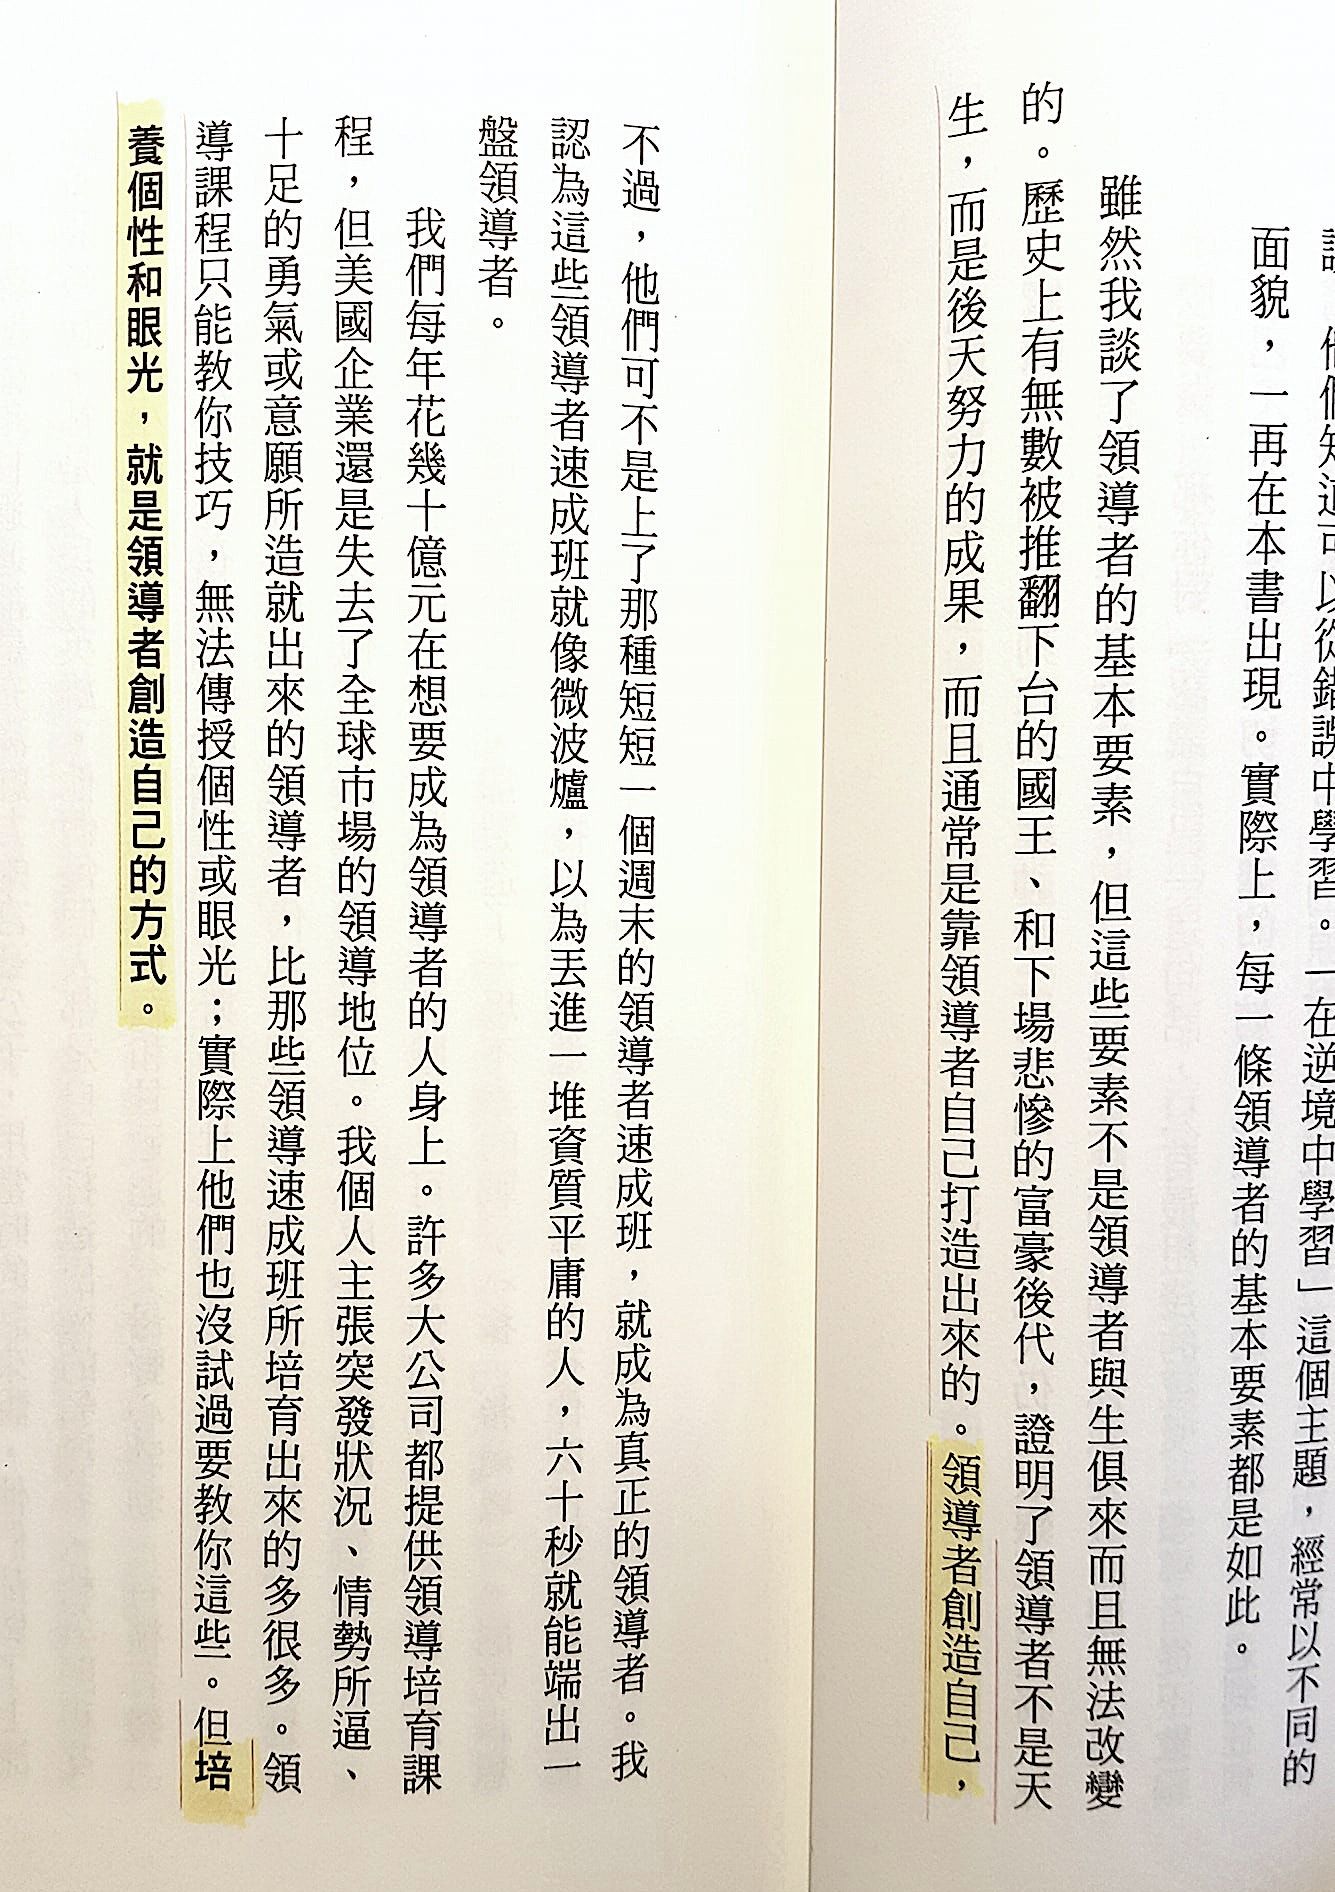 他們知道可以從錯誤中學習。「在逆境中學習」這個主題，經常以不同的
面貌，一再在本書出現。實際上，每一條領導者的基本要素都是如此。
雖然我談了領導者的基本要素，但這些要素不是領導者與生俱來而且無法改變
的。歷史上有無數被推翻下台的國王、和下場悲慘的富豪後代，證明了領導者不是天
生，而是後天努力的成果，而且通常是靠領導者自己打造出來的。領導者創造自己，
不過，他們可不是上了那種短短一個週末的領導者速成班，就成為真正的領導者。我
認為這些領導者速成班就像微波爐，以為丟進一堆資質平庸的人，六十秒就能端出一
盤領導者。
我們每年花幾十億元在想要成為領導者的人身上。許多大公司都提供領導培育課
程，但美國企業還是失去了全球市場的領導地位。我個人主張突發狀況、情勢所逼、
十足的勇氣或意願所造就出來的領導者，比那些領導速成班所培育出來的多很多。領
導課程只能教你技巧，無法傳授個性或眼光；實際上他們也沒試過要教你這些。但培
養個性和眼光，就是領導者創造自己的方式。